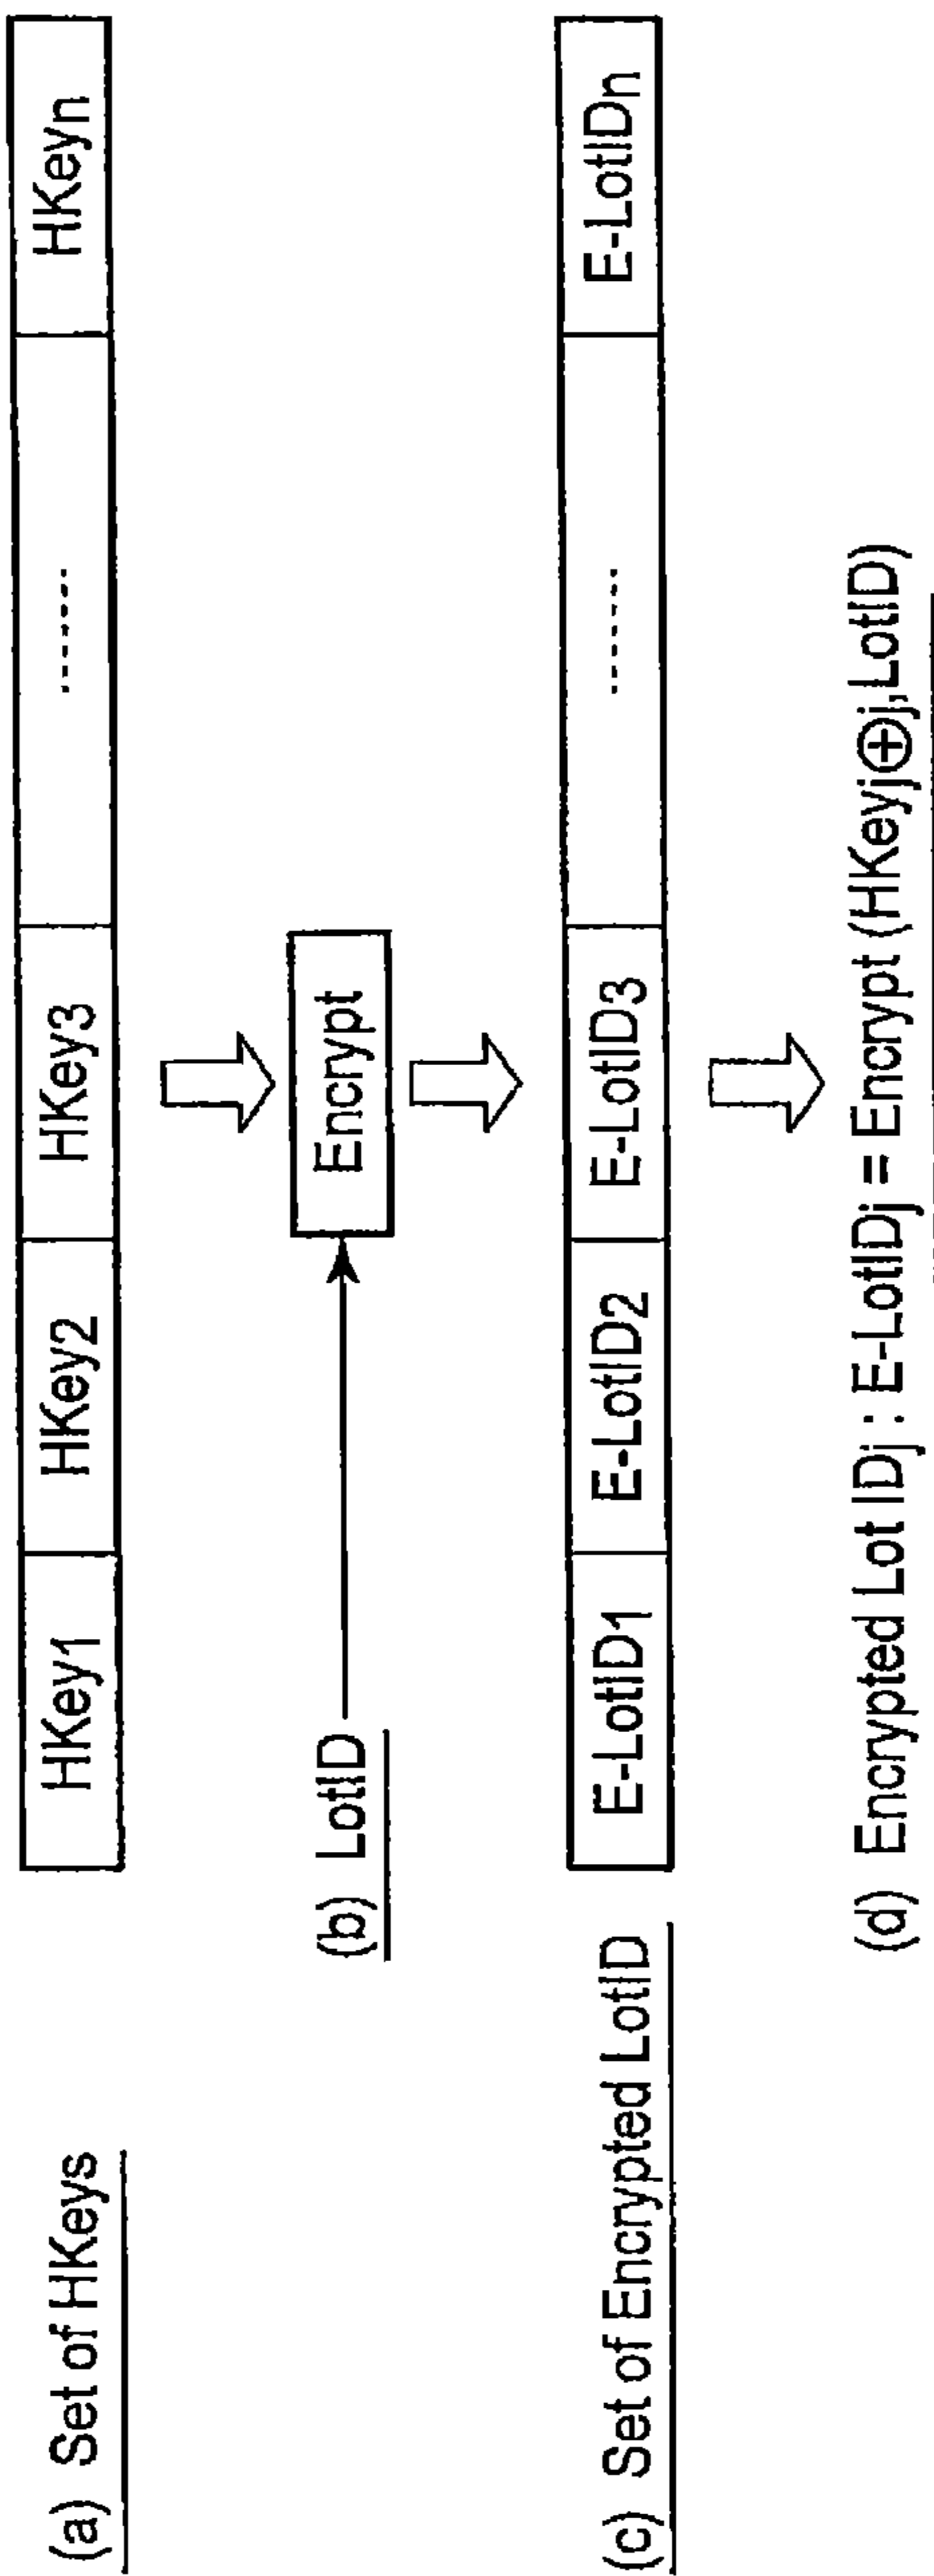 (a) Set of HKeys
HKey1 HKey2 HKey3 ------- HKeyn
(b) LotID Encrypt
(c) Set of Encrypted LotID
E-LotID1 E-LotID2 E-LotID3 ------- E-LotIDn
(d) Encrypted Lot IDj : E-LotIDj = Encrypt (HKeyj⊕j,LotID)